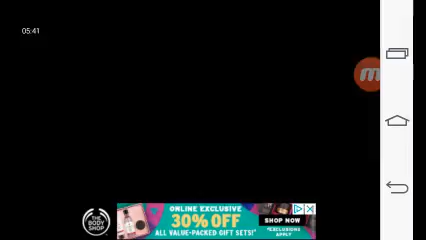 05:41
THE
BODY
SHOP
ONLINE EXCLUSIVE
30% OFF
ALL VALUE-PACKED GIFT SETS!*
SHOP NOW
*EXCLUSIONS
APPLY